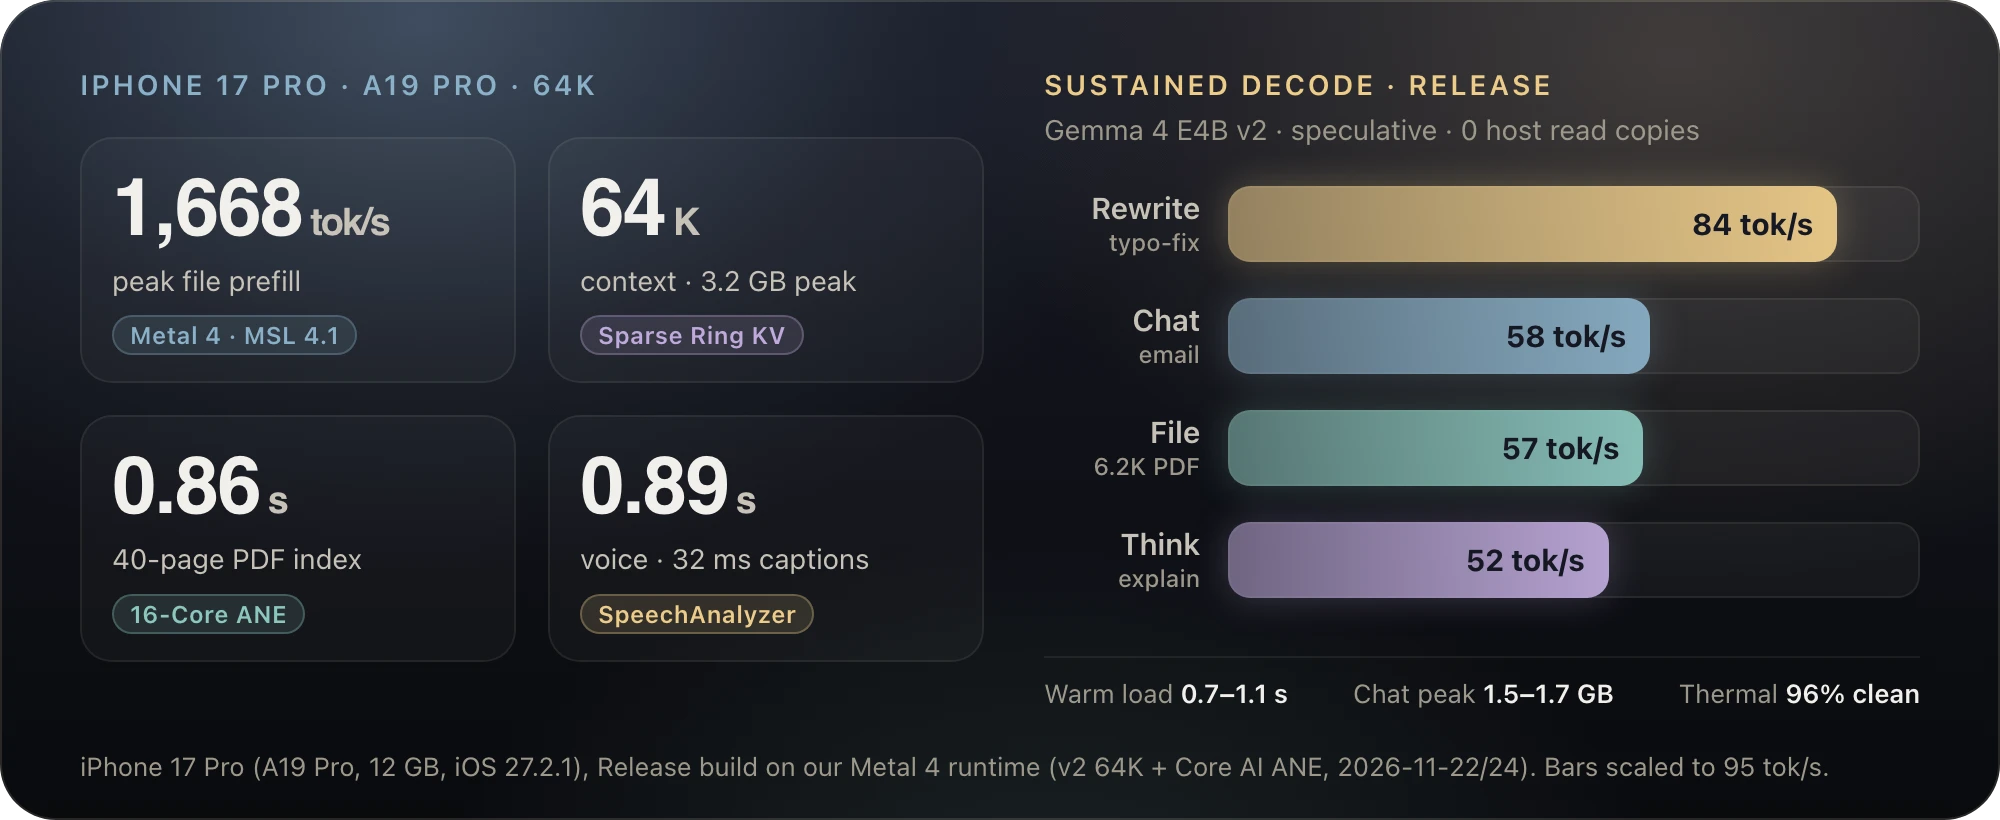 IPHONE 17 PRO · A19 PRO · 64K
1,668 tok/s
peak file prefill
Metal 4 · MSL 4.1
64 K
context · 3.2 GB peak
Sparse Ring KV
0.86 s
40-page PDF index
16-Core ANE
0.89 s
voice · 32 ms captions
SpeechAnalyzer
SUSTAINED DECODE · RELEASE
Gemma 4 E4B v2 · speculative · 0 host read copies
Rewrite
typo-fix
84 tok/s
Chat
email
58 tok/s
File
6.2K PDF
57 tok/s
Think
explain
52 tok/s
Warm load 0.7–1.1 s
Chat peak 1.5–1.7 GB
Thermal 96% clean
iPhone 17 Pro (A19 Pro, 12 GB, iOS 27.2.1), Release build on our Metal 4 runtime (v2 64K + Core AI ANE, 2026-11-22/24). Bars scaled to 95 tok/s.